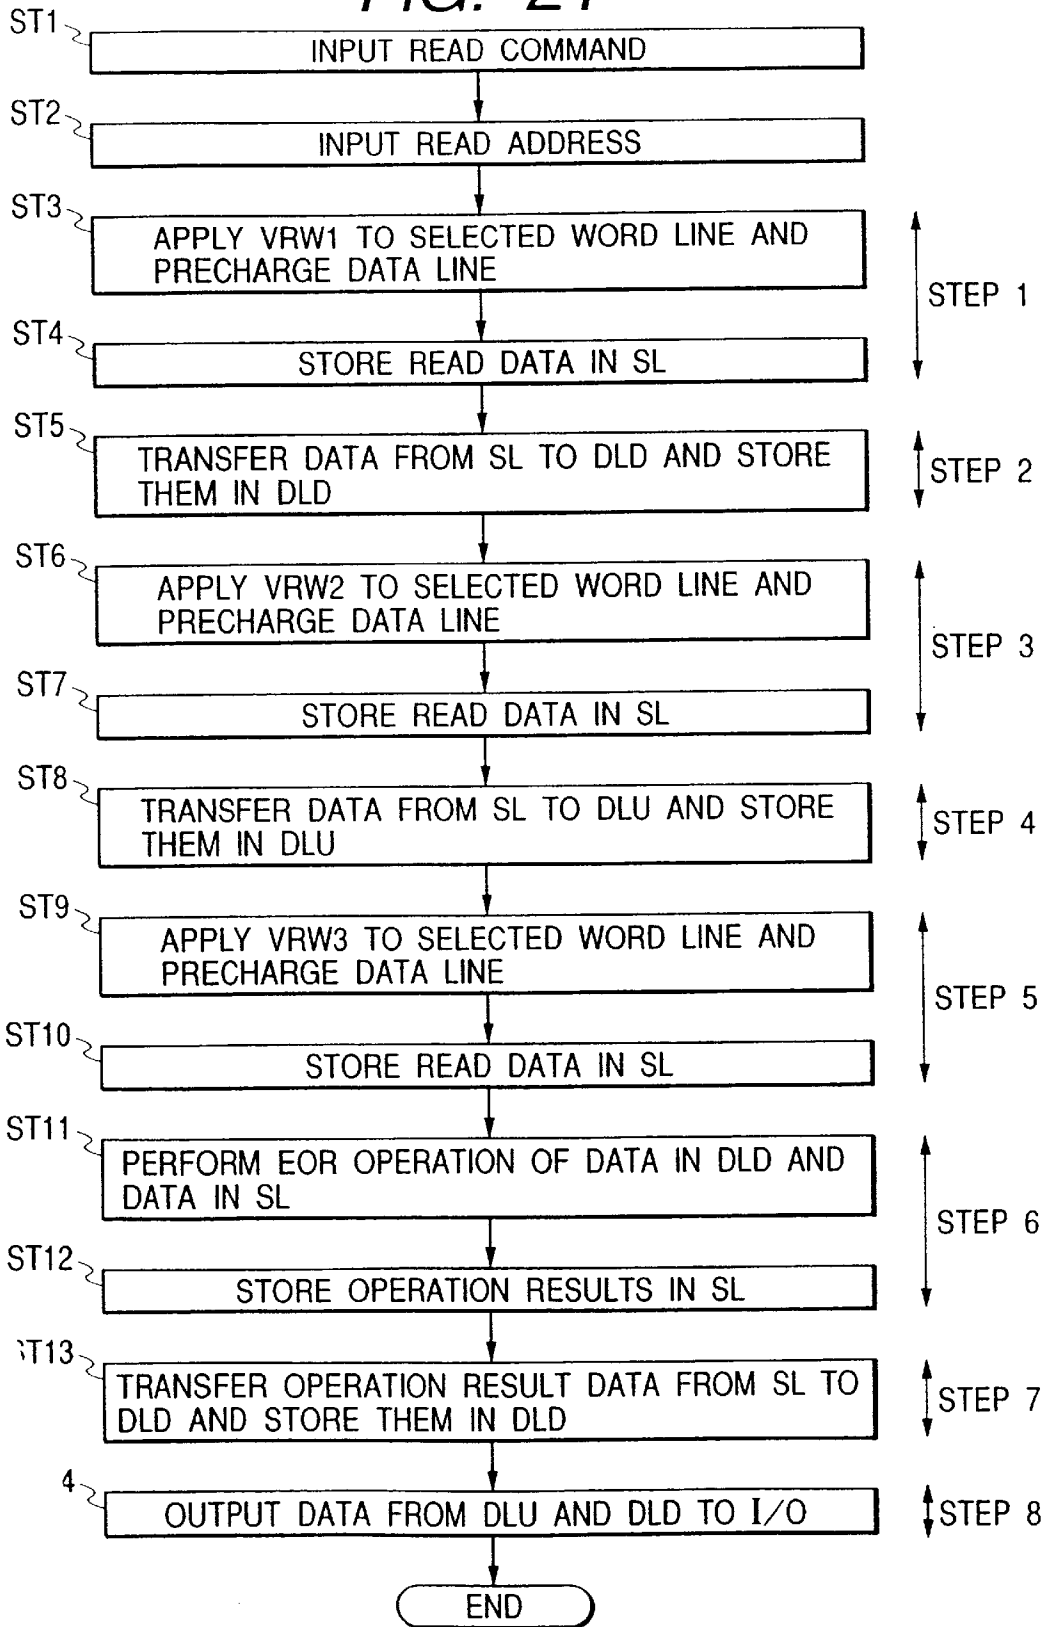 ST1
INPUT READ COMMAND
ST2
INPUT READ ADDRESS
ST3
APPLY VRW1 TO SELECTED WORD LINE AND
PRECHARGE DATA LINE
STEP 1
ST4
STORE READ DATA IN SL
ST5
TRANSFER DATA FROM SL TO DLD AND STORE
THEM IN DLD
STEP 2
ST6
APPLY VRW2 TO SELECTED WORD LINE AND
PRECHARGE DATA LINE
STEP 3
ST7
STORE READ DATA IN SL
ST8
TRANSFER DATA FROM SL TO DLU AND STORE
THEM IN DLU
STEP 4
ST9
APPLY VRW3 TO SELECTED WORD LINE AND
PRECHARGE DATA LINE
STEP 5
ST10
STORE READ DATA IN SL
ST11
PERFORM EOR OPERATION OF DATA IN DLD AND
DATA IN SL
STEP 6
ST12
STORE OPERATION RESULTS IN SL
ST13
TRANSFER OPERATION RESULT DATA FROM SL TO
DLD AND STORE THEM IN DLD
STEP 7
4
OUTPUT DATA FROM DLU AND DLD TO I/O
STEP 8
END